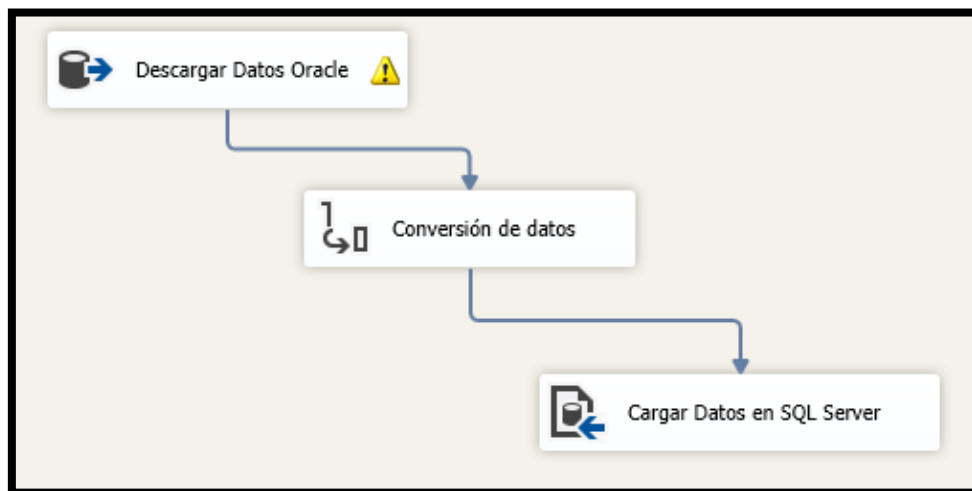 Descargar Datos Oracle
Conversión de datos
Cargar Datos en SQL Server